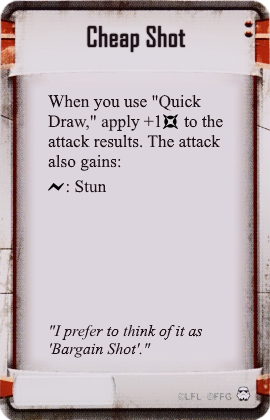 Cheap Shot
When you use "Quick
Draw," apply +1 to the
attack results. The attack
also gains:
: Stun
"I prefer to think of it as
'Bargain Shot'."
©LFL ©FFG